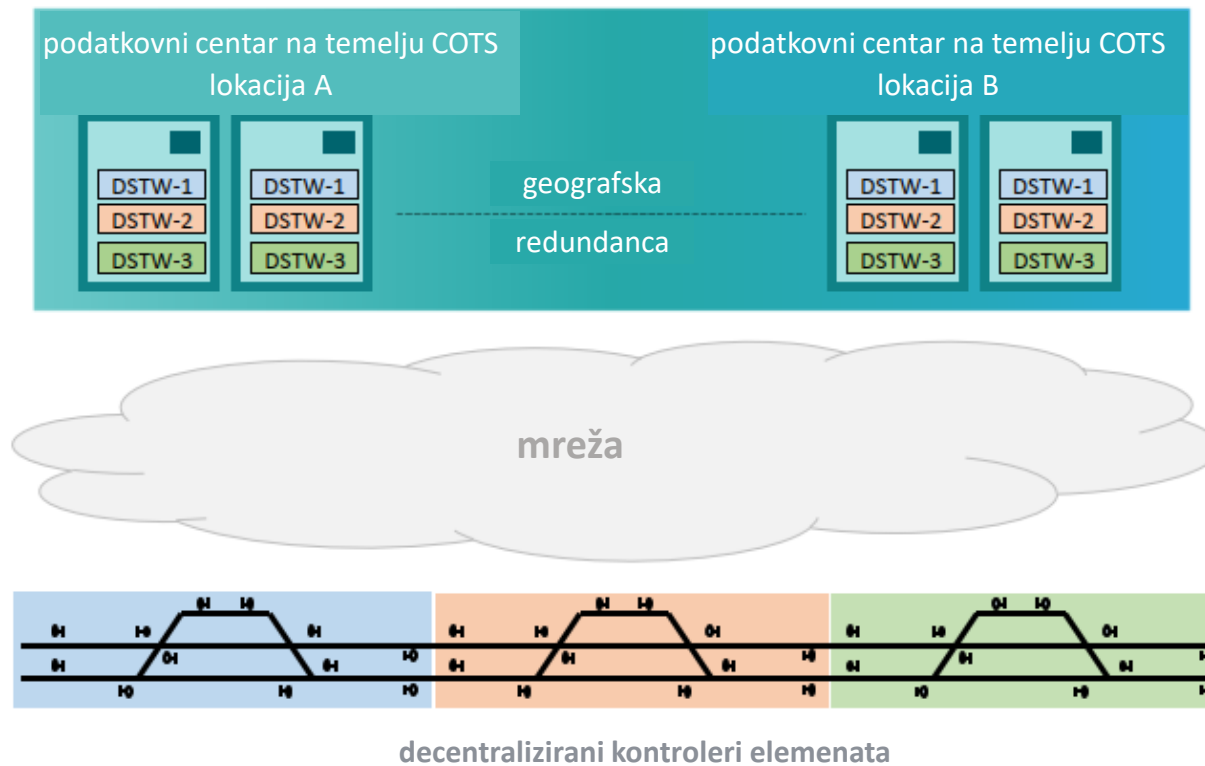 podatkovni centar na temelju COTS
lokacija A
podatkovni centar na temelju COTS
lokacija B
DSTW-1
DSTW-2
DSTW-3
DSTW-1
DSTW-2
DSTW-3
geografska
redundanca
DSTW-1
DSTW-2
DSTW-3
DSTW-1
DSTW-2
DSTW-3
mreža
decentralizirani kontroleri elemenata